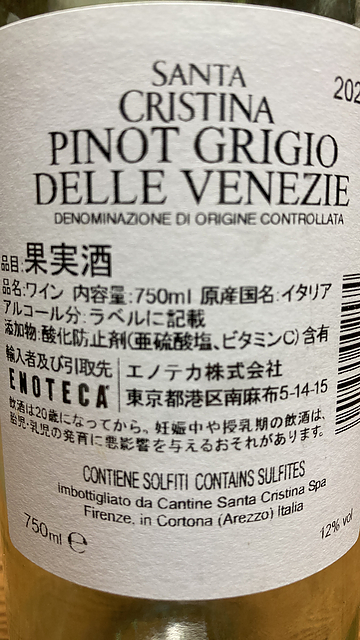 SANTA
CRISTINA
PINOT GRIGIO
DELLE VENEZIE
DENOMINAZIONE DI ORIGINE CONTROLLATA
品目:果実酒
品名:ワイン 内容量:750ml 原産国名:イタリア
アルコール分:ラベルに記載
添加物:酸化防止剤(亜硫酸塩、ビタミンC)含有
輸入者及び引取先 エノテカ株式会社
ENOTECA 東京都港区南麻布5-14-15
飲酒は20歳になってから。妊娠中や授乳期の飲酒は、
胎児・乳児の発育に悪影響を与えるおそれがあります。
CONTIENE SOLFITI CONTAINS SULFITES
imbottigliato da Cantine Santa Cristina Spa
Firenze, in Cortona (Arezzo) Italia
750ml ℮ 12% vol